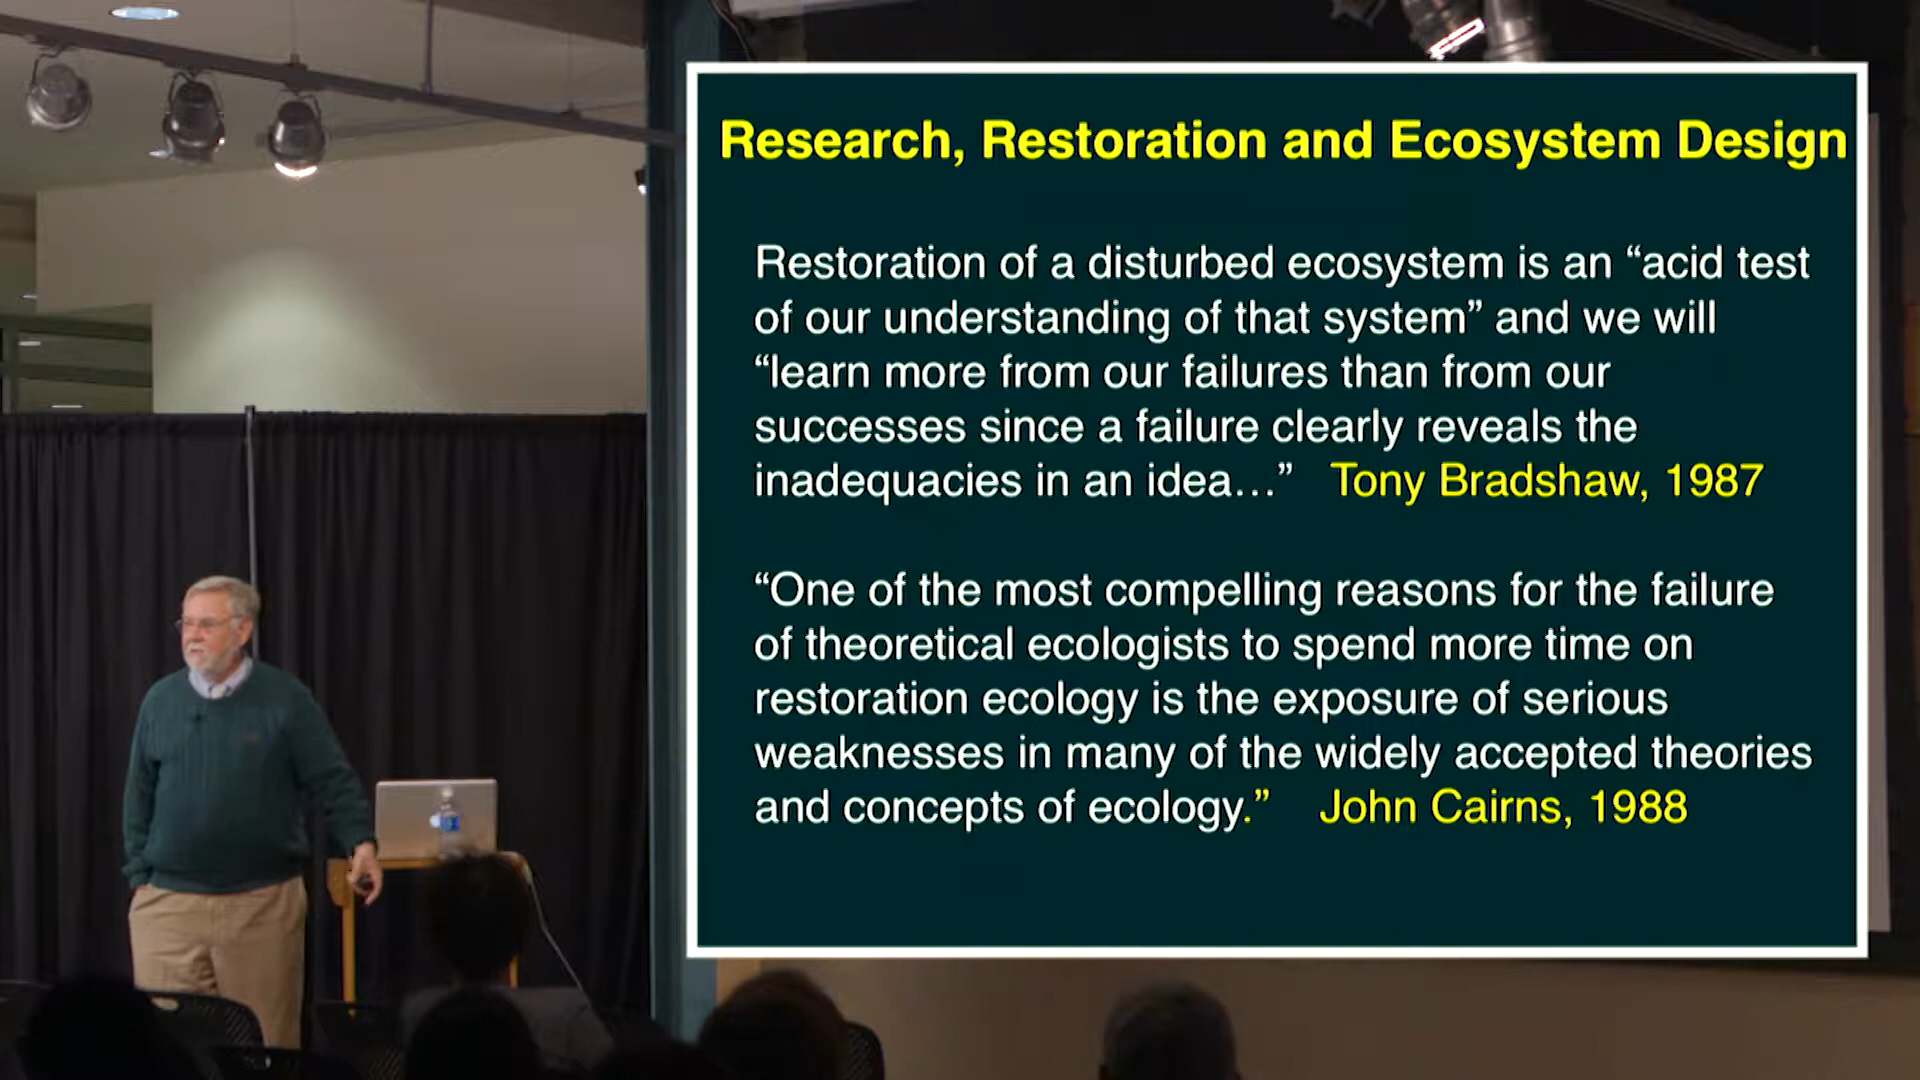 Research, Restoration and Ecosystem Design
Restoration of a disturbed ecosystem is an “acid test
of our understanding of that system” and we will
“learn more from our failures than from our
successes since a failure clearly reveals the
inadequacies in an idea…” Tony Bradshaw, 1987
“One of the most compelling reasons for the failure
of theoretical ecologists to spend more time on
restoration ecology is the exposure of serious
weaknesses in many of the widely accepted theories
and concepts of ecology.” John Cairns, 1988